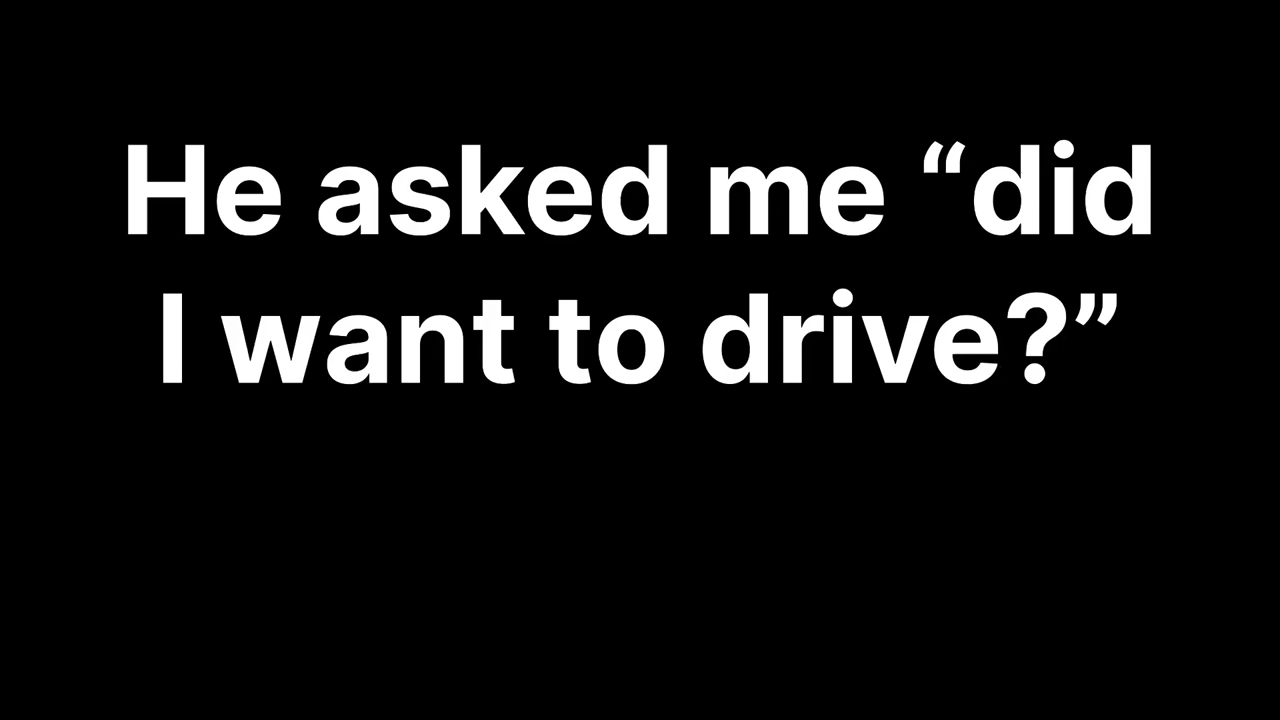 He asked me “did
I want to drive?”